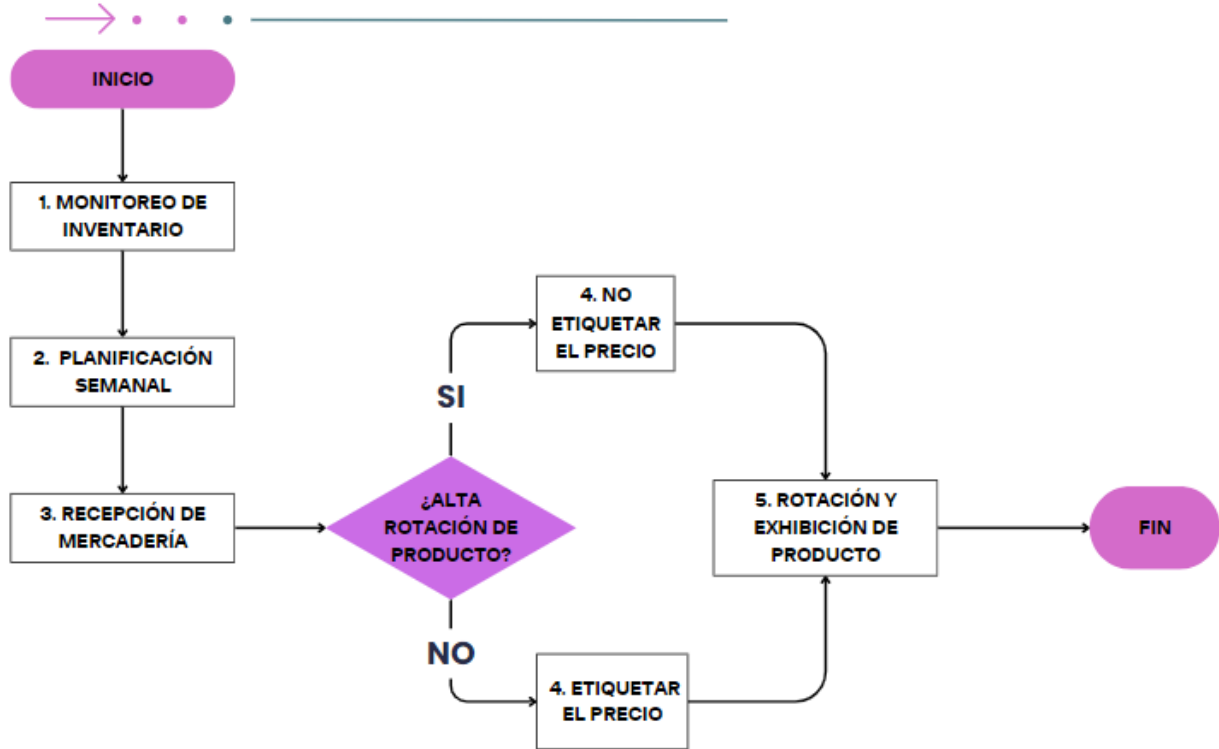 INICIO
1. MONITOREO DE
INVENTARIO
2. PLANIFICACIÓN
SEMANAL
3. RECEPCIÓN DE
MERCADERÍA
¿ALTA
ROTACIÓN DE
PRODUCTO?
SI
4. NO
ETIQUETAR
EL PRECIO
NO
4. ETIQUETAR
EL PRECIO
5. ROTACIÓN Y
EXHIBICIÓN DE
PRODUCTO
FIN